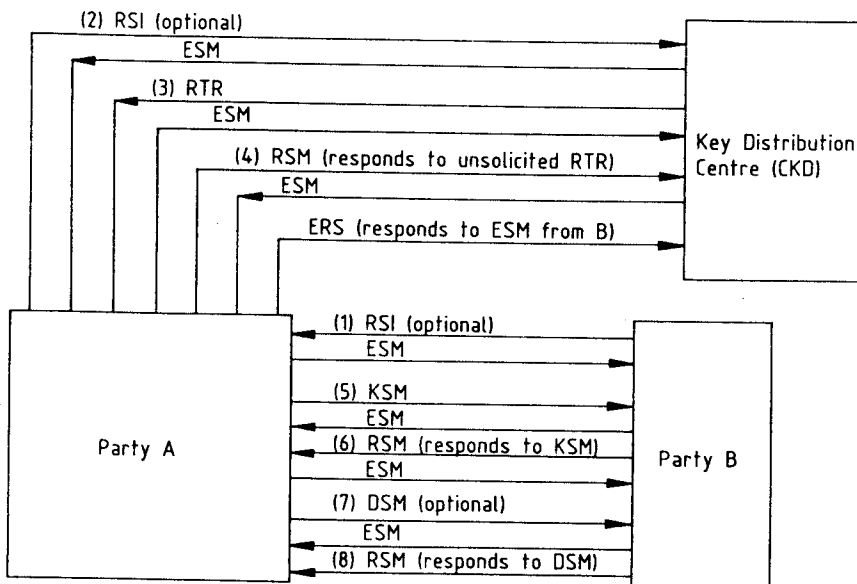 (2) RSI (optional)
ESM
(3) RTR
ESM
(4) RSM (responds to unsolicited RTR)
ESM
ERS (responds to ESM from B)
Key Distribution
Centre (CKD)
(1) RSI (optional)
ESM
(5) KSM
ESM
(6) RSM (responds to KSM)
ESM
(7) DSM (optional)
ESM
(8) RSM (responds to DSM)
Party A
Party B